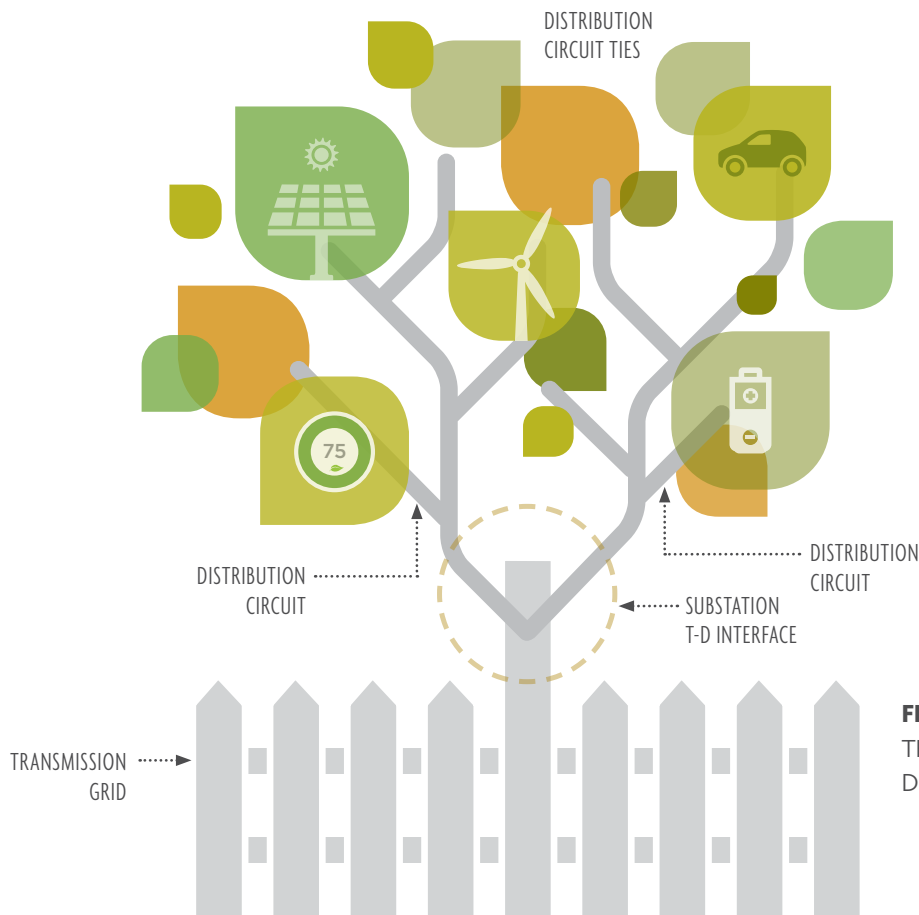 DISTRIBUTION
CIRCUIT TIES
75
DISTRIBUTION
CIRCUIT
DISTRIBUTION
CIRCUIT
SUBSTATION
T-D INTERFACE
TRANSMISSION
GRID